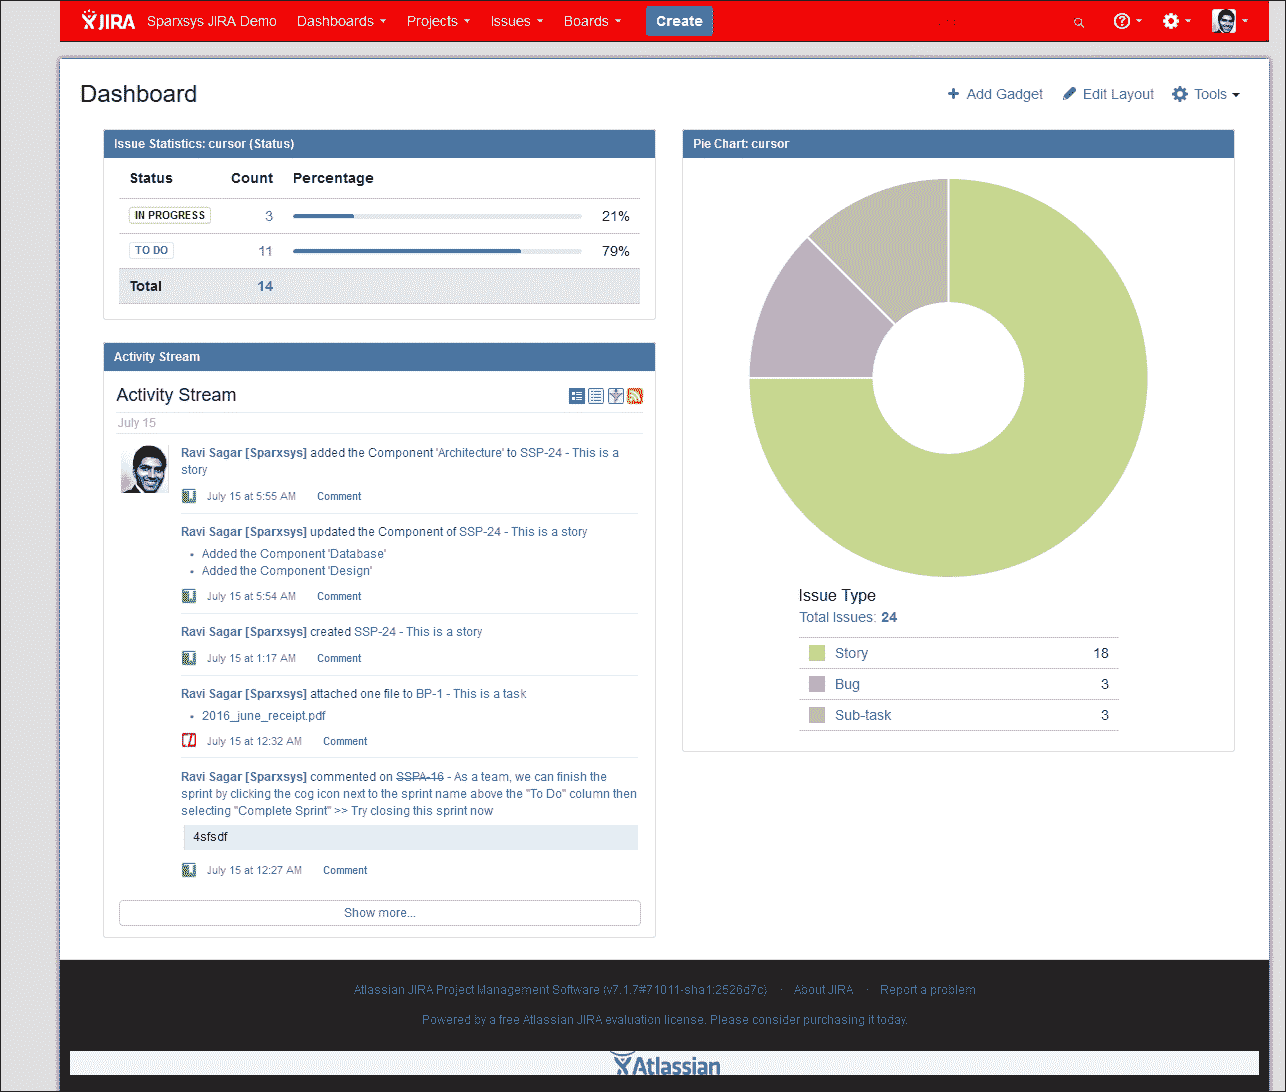 JIRA Sparxsys JIRA Demo Dashboards Projects Issues Boards Create
Dashboard
Add Gadget Edit Layout Tools
Issue Statistics: cursor (Status)
Status Count Percentage
IN PROGRESS 3 21%
TO DO 11 79%
Total 14
Activity Stream
Activity Stream
July 15
Ravi Sagar [Sparxsys] added the Component 'Architecture' to SSP-24 - This is a
story
July 15 at 5:55 AM Comment
Ravi Sagar [Sparxsys] updated the Component of SSP-24 - This is a story
• Added the Component 'Database'
• Added the Component 'Design'
July 15 at 5:54 AM Comment
Ravi Sagar [Sparxsys] created SSP-24 - This is a story
July 15 at 1:17 AM Comment
Ravi Sagar [Sparxsys] attached one file to BP-1 - This is a task
• 2016_june_receipt.pdf
July 15 at 12:32 AM Comment
Ravi Sagar [Sparxsys] commented on SSPA-16 - As a team, we can finish the
sprint by clicking the cog icon next to the sprint name above the "To Do" column then
selecting "Complete Sprint" >> Try closing this sprint now
4sfsdf
July 15 at 12:27 AM Comment
Show more...
Pie Chart: cursor
Issue Type
Total Issues: 24
Story 18
Bug 3
Sub-task 3
Atlassian JIRA Project Management Software (v7.1.7#71011-sha1:2526d7c) · About JIRA · Report a problem
Powered by a free Atlassian JIRA evaluation license. Please consider purchasing it today.
Atlassian